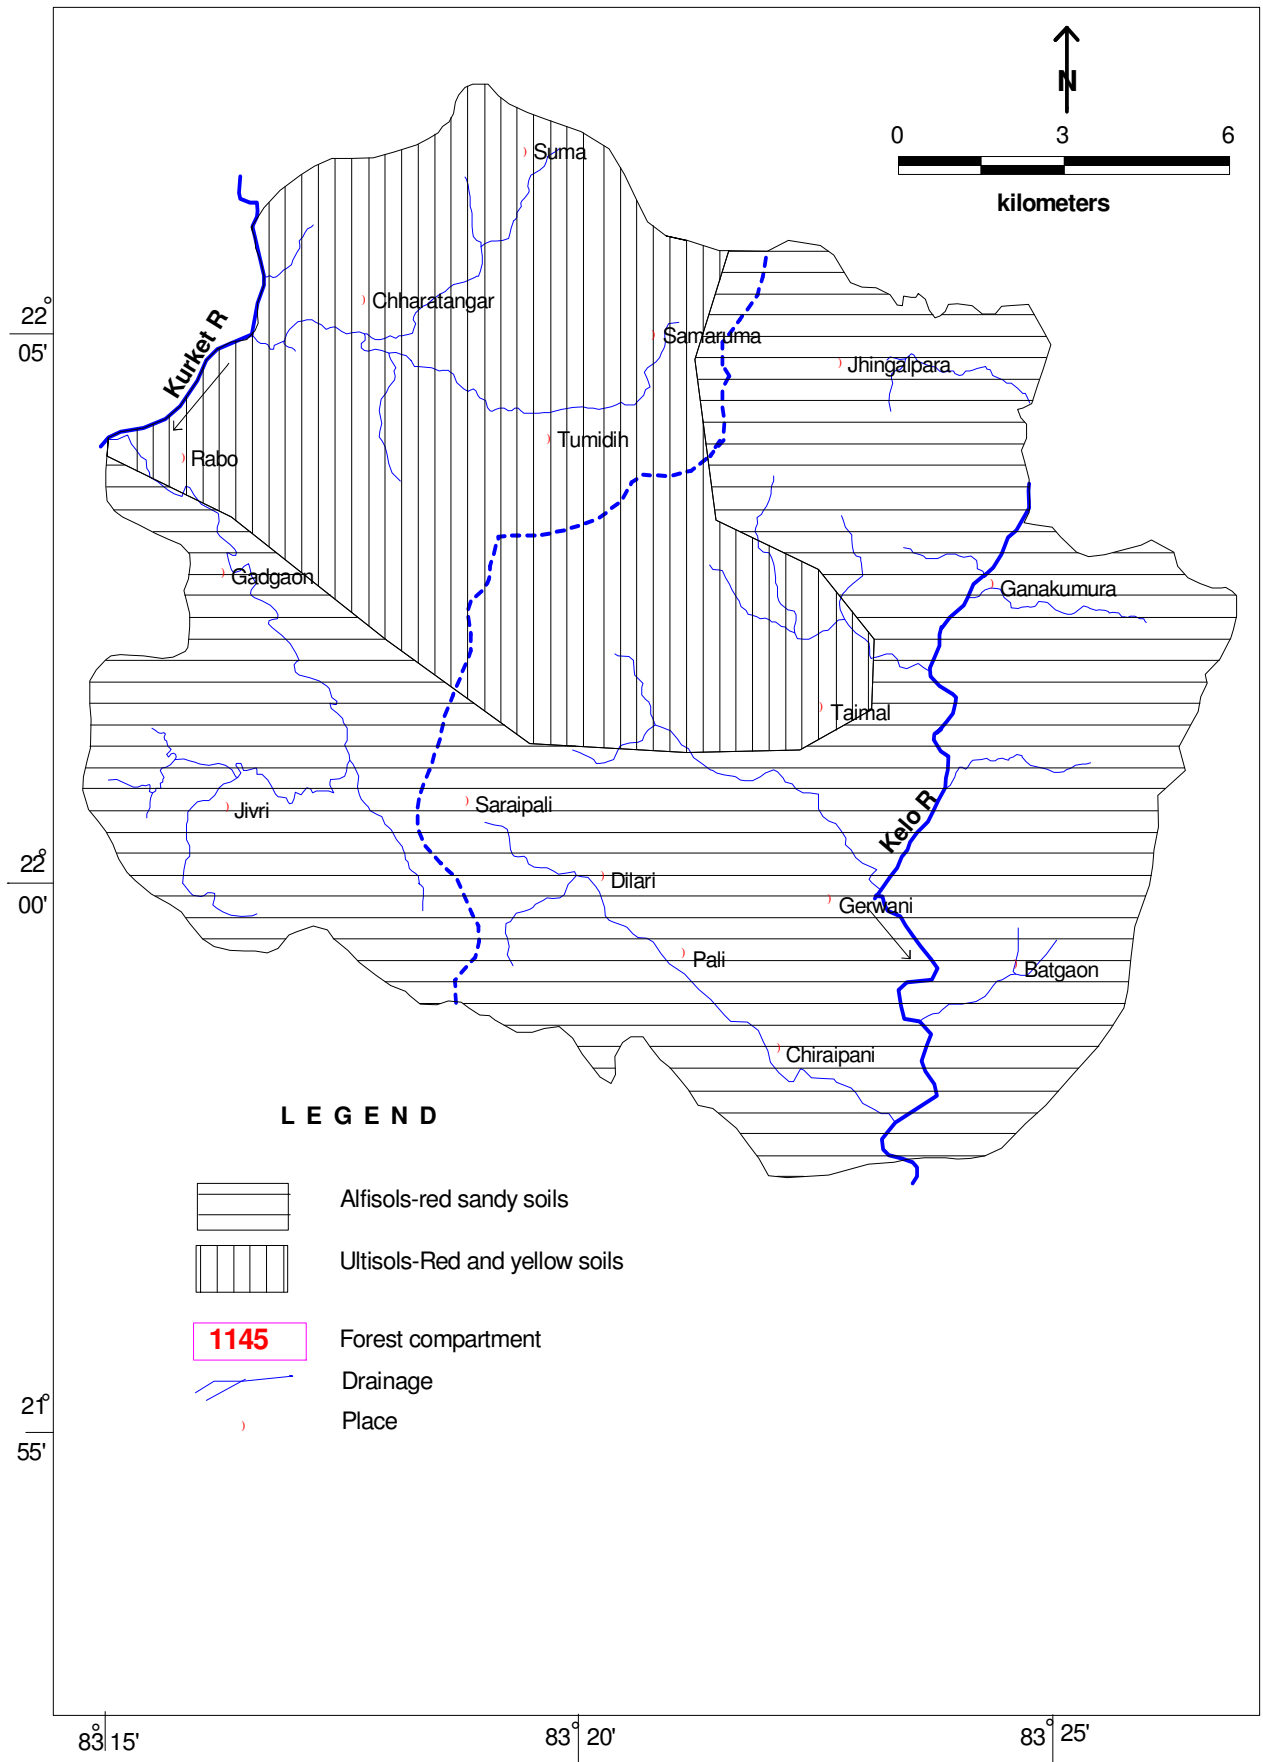 N
0 3 6
kilometers
Suma
Chharatangar
22°
05'
Kurket R
Samaruma
Jhingalpara
Tumidih
Rabo
Gadgaon
Ganakumura
Taimal
Saraipali
Jivri
Kelo R
22°
00'
Dilari
Gerwani
Pali
Batgaon
Chiraipani
LEGEND
Alfisols-red sandy soils
Ultisols-Red and yellow soils
1145 Forest compartment
Drainage
Place
21°
55'
83° 15' 83° 20' 83° 25'